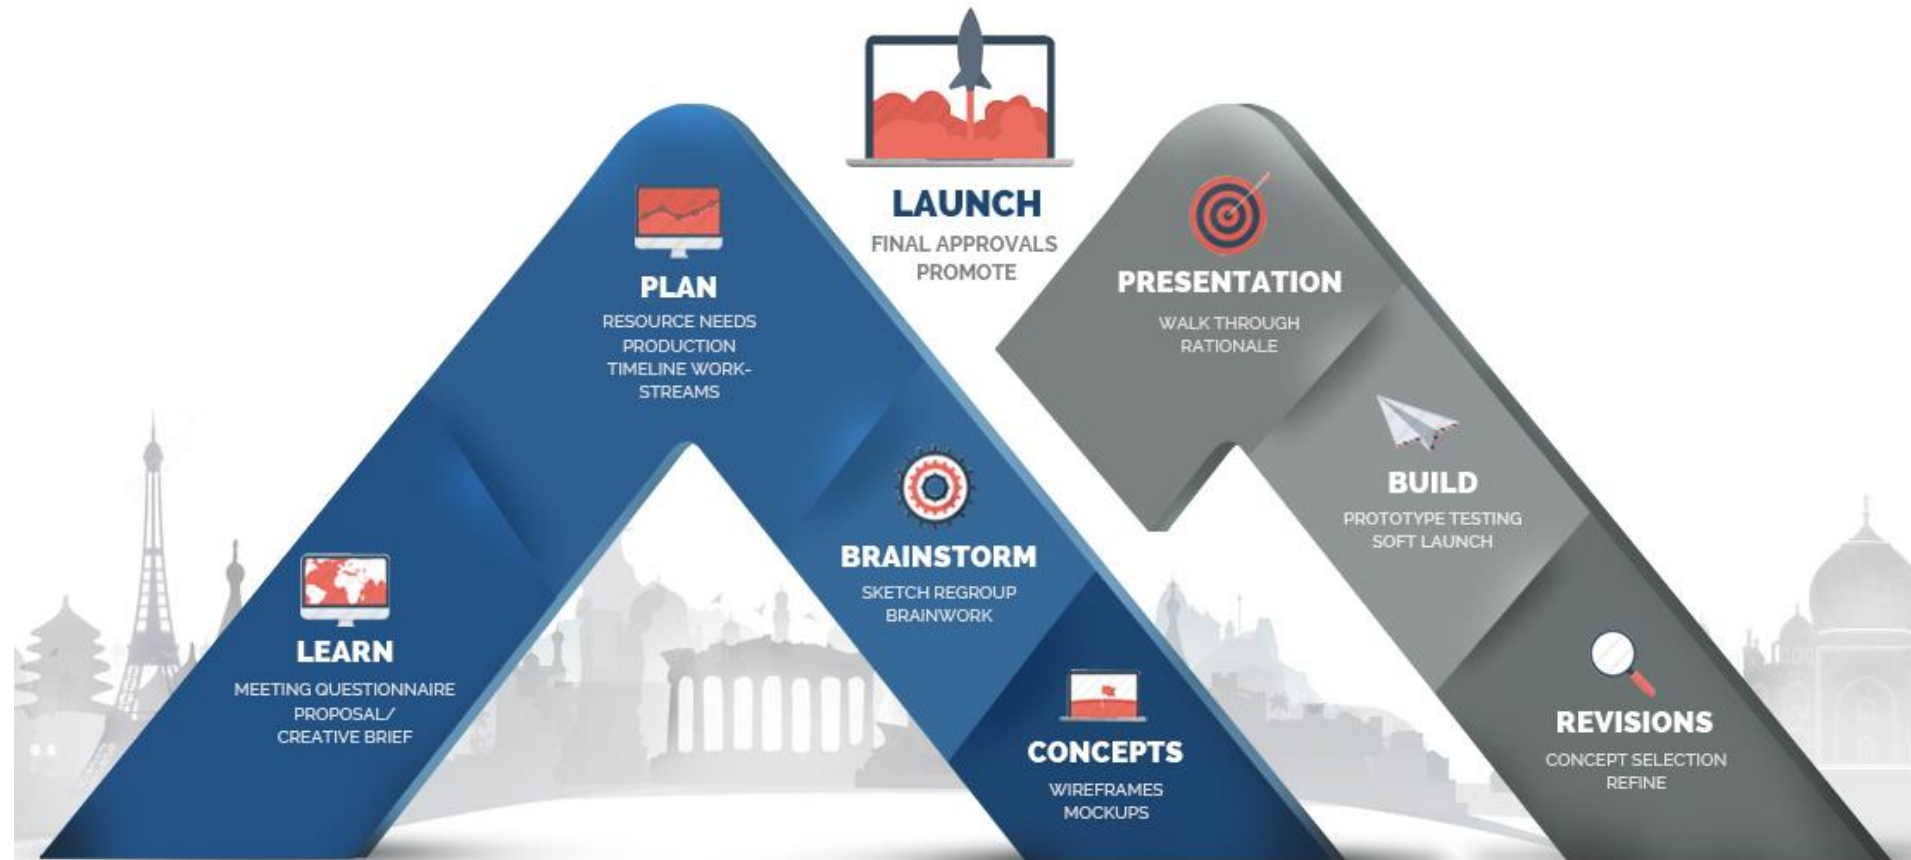 LAUNCH
FINAL APPROVALS
PROMOTE
PLAN
RESOURCE NEEDS
PRODUCTION
TIMELINE WORK-
STREAMS
PRESENTATION
WALK THROUGH
RATIONALE
BUILD
PROTOTYPE TESTING
SOFT LAUNCH
BRAINSTORM
SKETCH REGROUP
BRAINWORK
LEARN
MEETING QUESTIONNAIRE
PROPOSAL/
CREATIVE BRIEF
CONCEPTS
WIREFRAMES
MOCKUPS
REVISIONS
CONCEPT SELECTION
REFINE